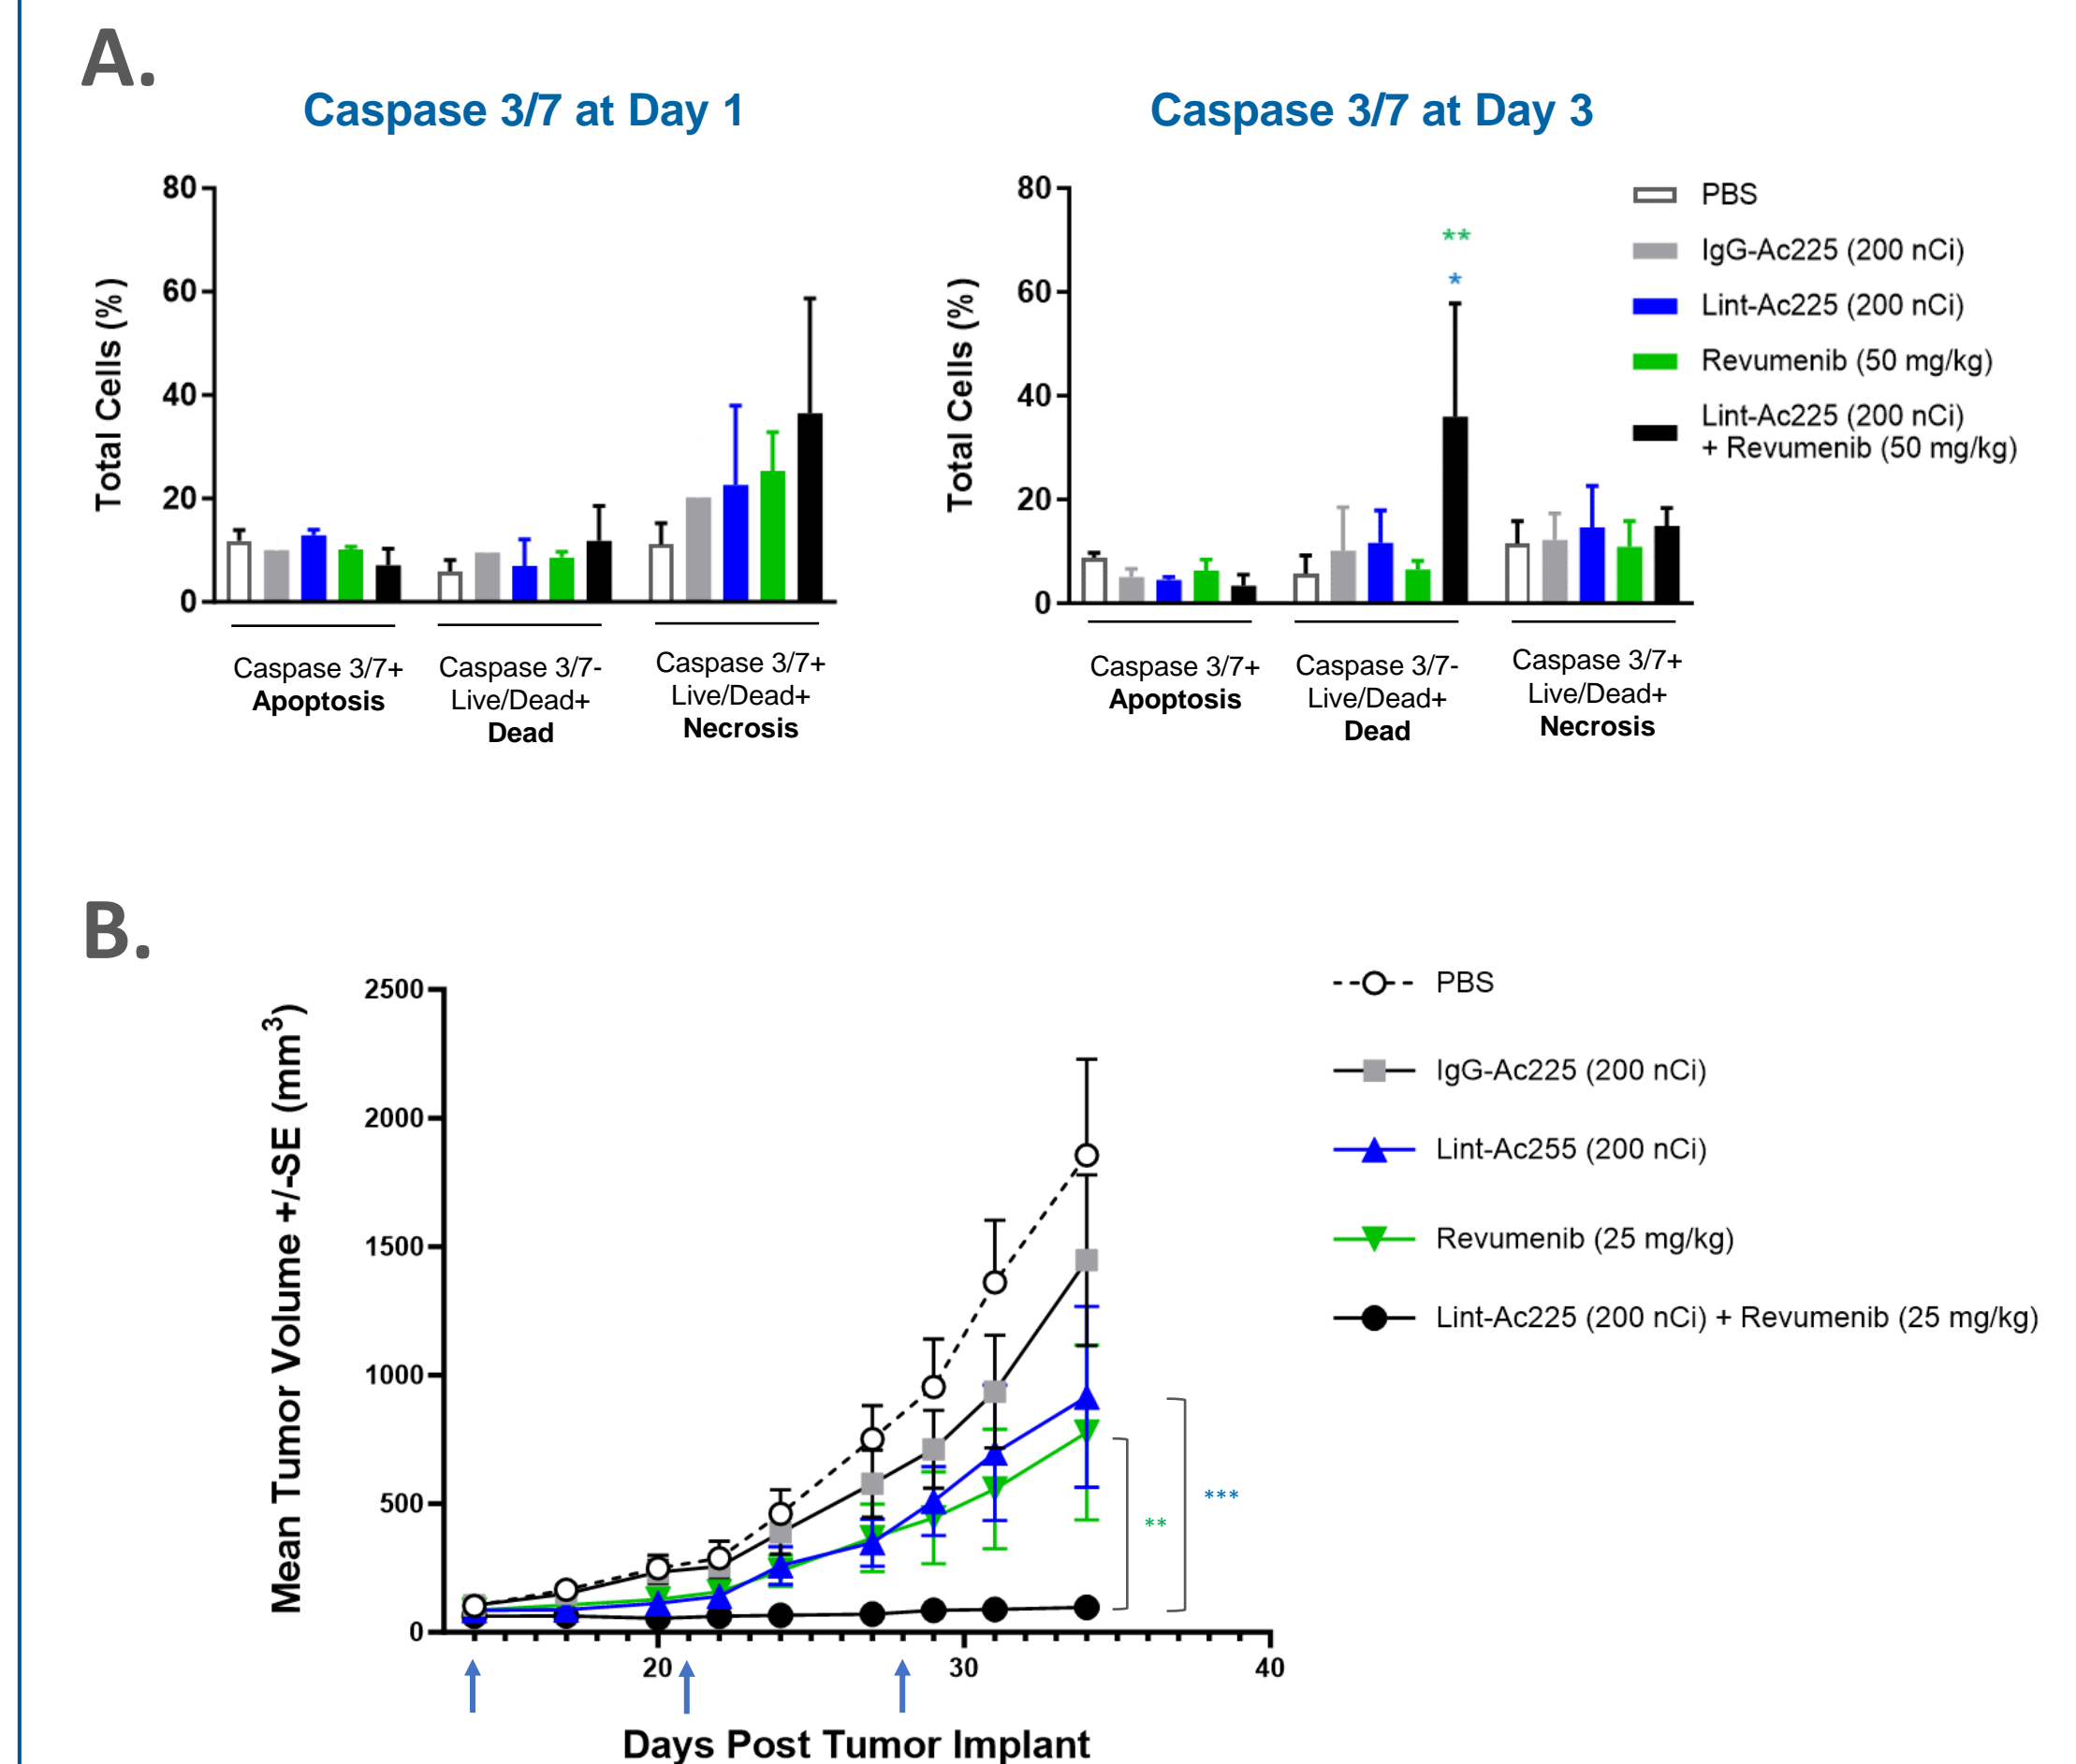 A.
Caspase 3/7 at Day 1
Total Cells (%)
80
60
40
20
0
Caspase 3/7+
Apoptosis
Caspase 3/7-
Live/Dead+
Dead
Caspase 3/7+
Live/Dead+
Necrosis
Caspase 3/7 at Day 3
Total Cells (%)
80
60
40
20
0
**
*
Caspase 3/7+
Apoptosis
Caspase 3/7-
Live/Dead+
Dead
Caspase 3/7+
Live/Dead+
Necrosis
PBS
IgG-Ac225 (200 nCi)
Lint-Ac225 (200 nCi)
Revumenib (50 mg/kg)
Lint-Ac225 (200 nCi)
+ Revumenib (50 mg/kg)
B.
Mean Tumor Volume +/-SE (mm³)
2500
2000
1500
1000
500
0
20
30
40
Days Post Tumor Implant
**
***
PBS
IgG-Ac225 (200 nCi)
Lint-Ac255 (200 nCi)
Revumenib (25 mg/kg)
Lint-Ac225 (200 nCi) + Revumenib (25 mg/kg)